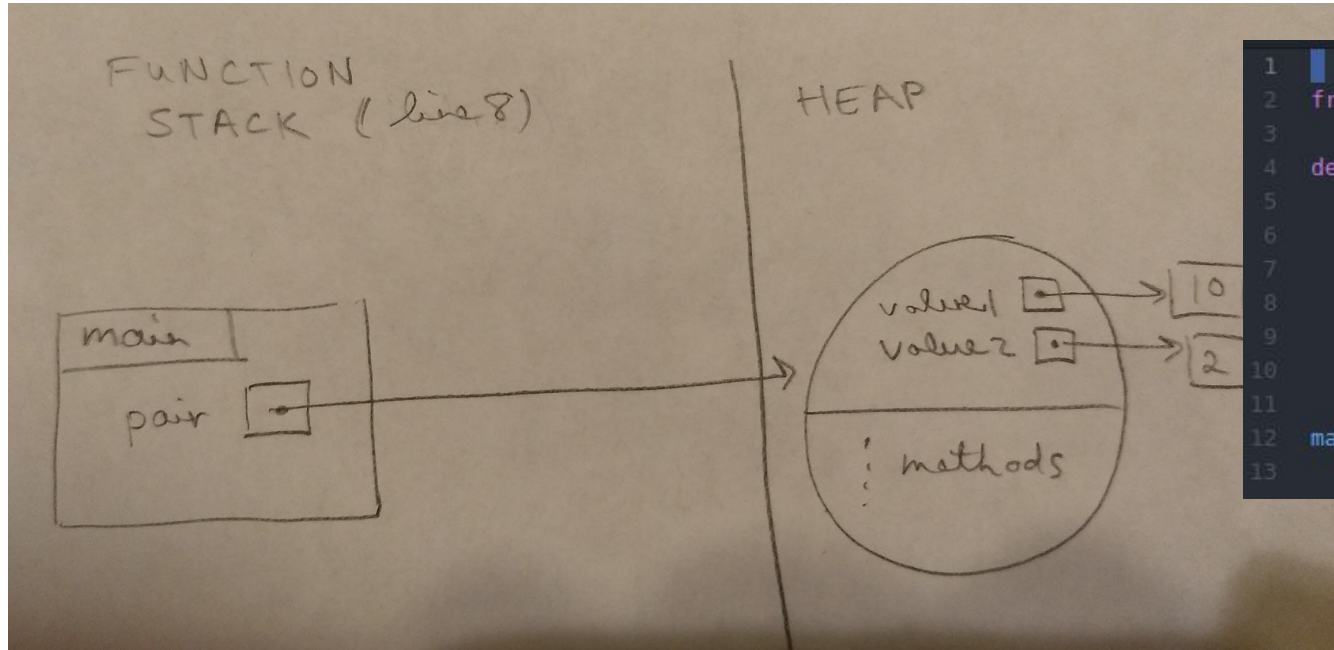 FUNCTION
STACK (line 8)
HEAP
main
pair
value1
value2
10
2
methods
1
2 fr
3
4 de
5
6
7
8
9
10
11
12 ma
13